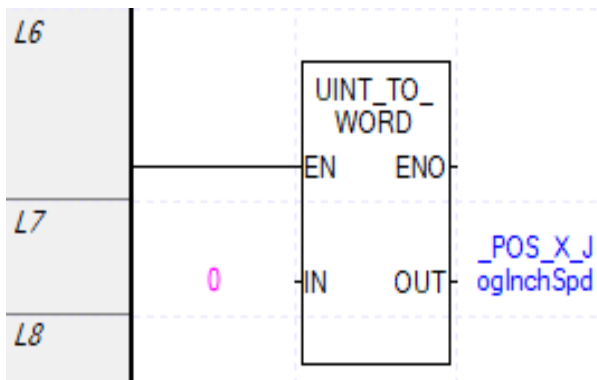 L6
UINT_TO_
WORD
EN ENO
L7
_POS_X_J
0 IN OUT ogInchSpd
L8